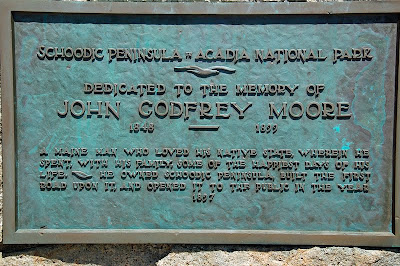 SCHOODIC PENINSULA IN ACADIA NATIONAL PARK
DEDICATED TO THE MEMORY OF
JOHN GODFREY MOORE
1848 — 1899
A MAINE MAN WHO LOVED HIS NATIVE STATE, WHEREIN HE
SPENT WITH HIS FAMILY SOME OF THE HAPPIEST DAYS OF HIS
LIFE. HE OWNED SCHOODIC PENINSULA, BUILT THE FIRST
ROAD UPON IT, AND OPENED IT TO THE PUBLIC IN THE YEAR
1897